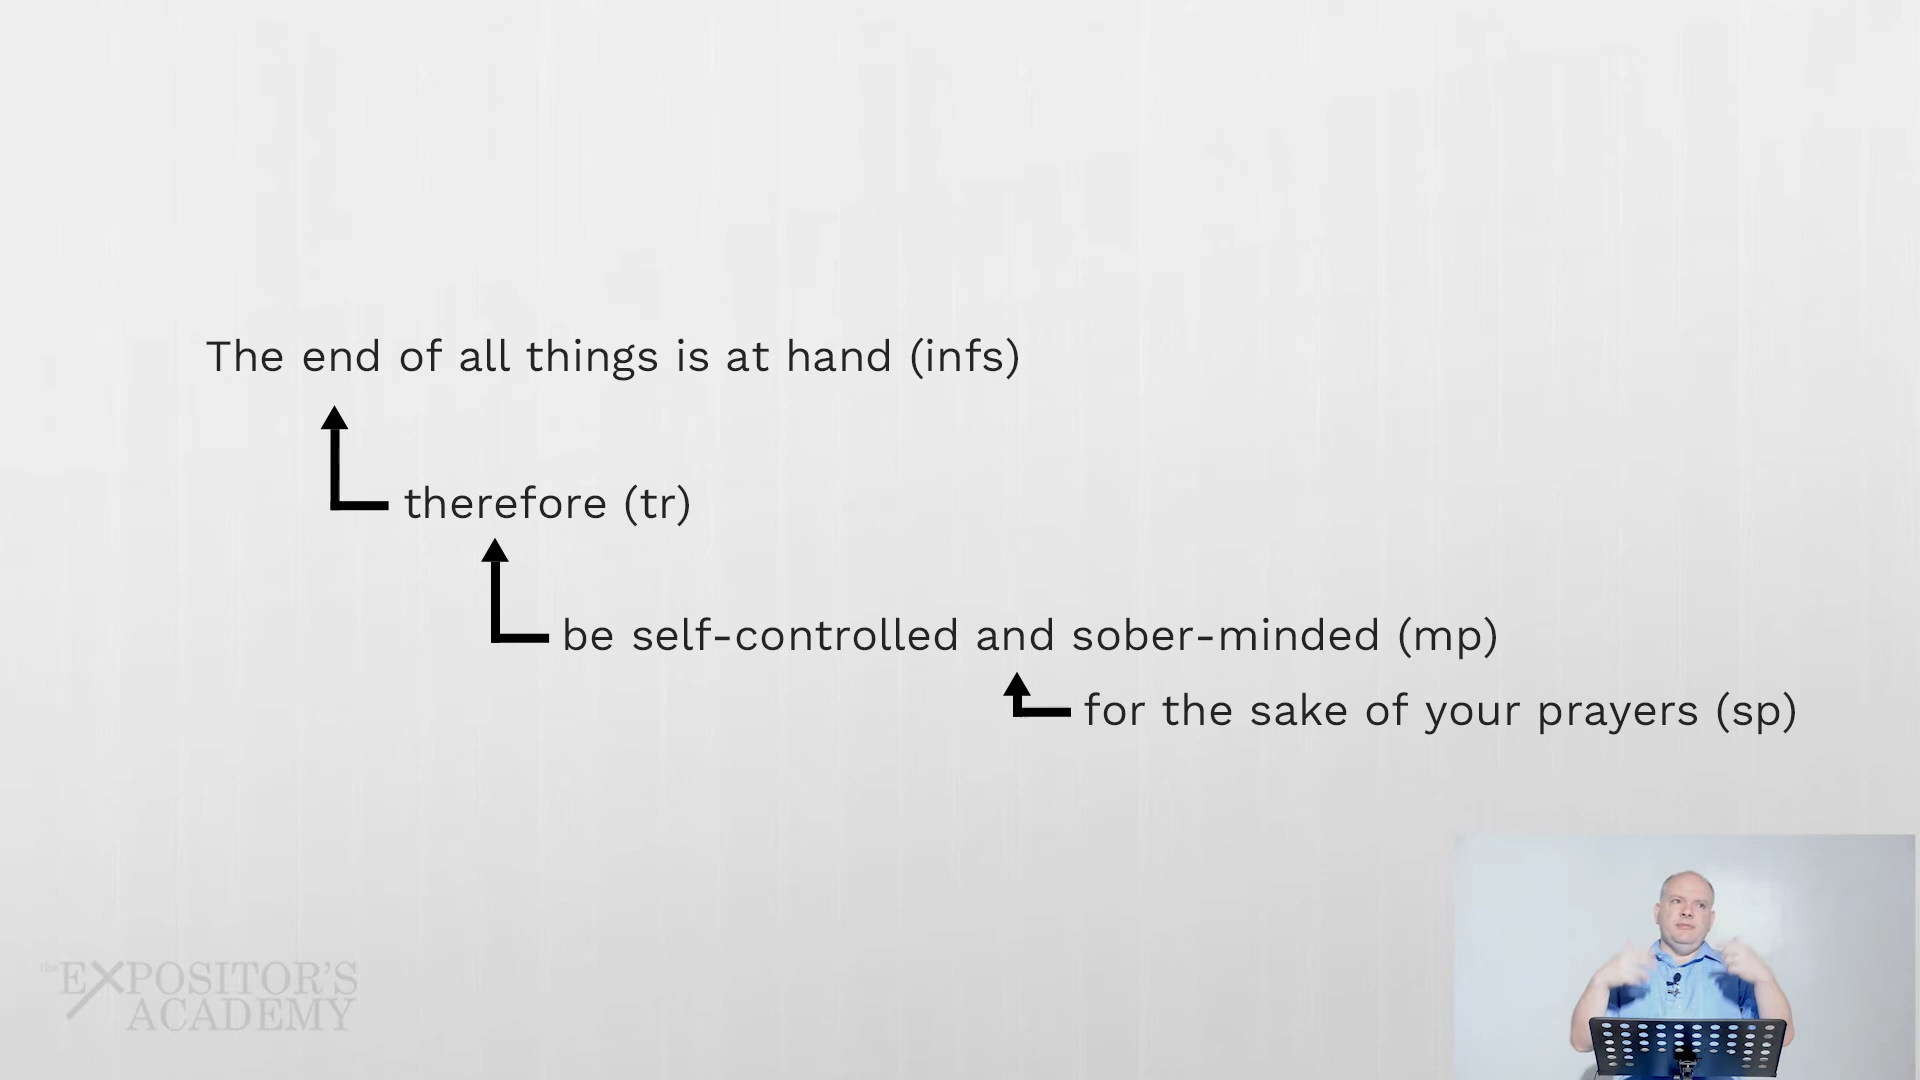 The end of all things is at hand (infs)
therefore (tr)
be self-controlled and sober-minded (mp)
for the sake of your prayers (sp)
the EXPOSITOR'S
ACADEMY